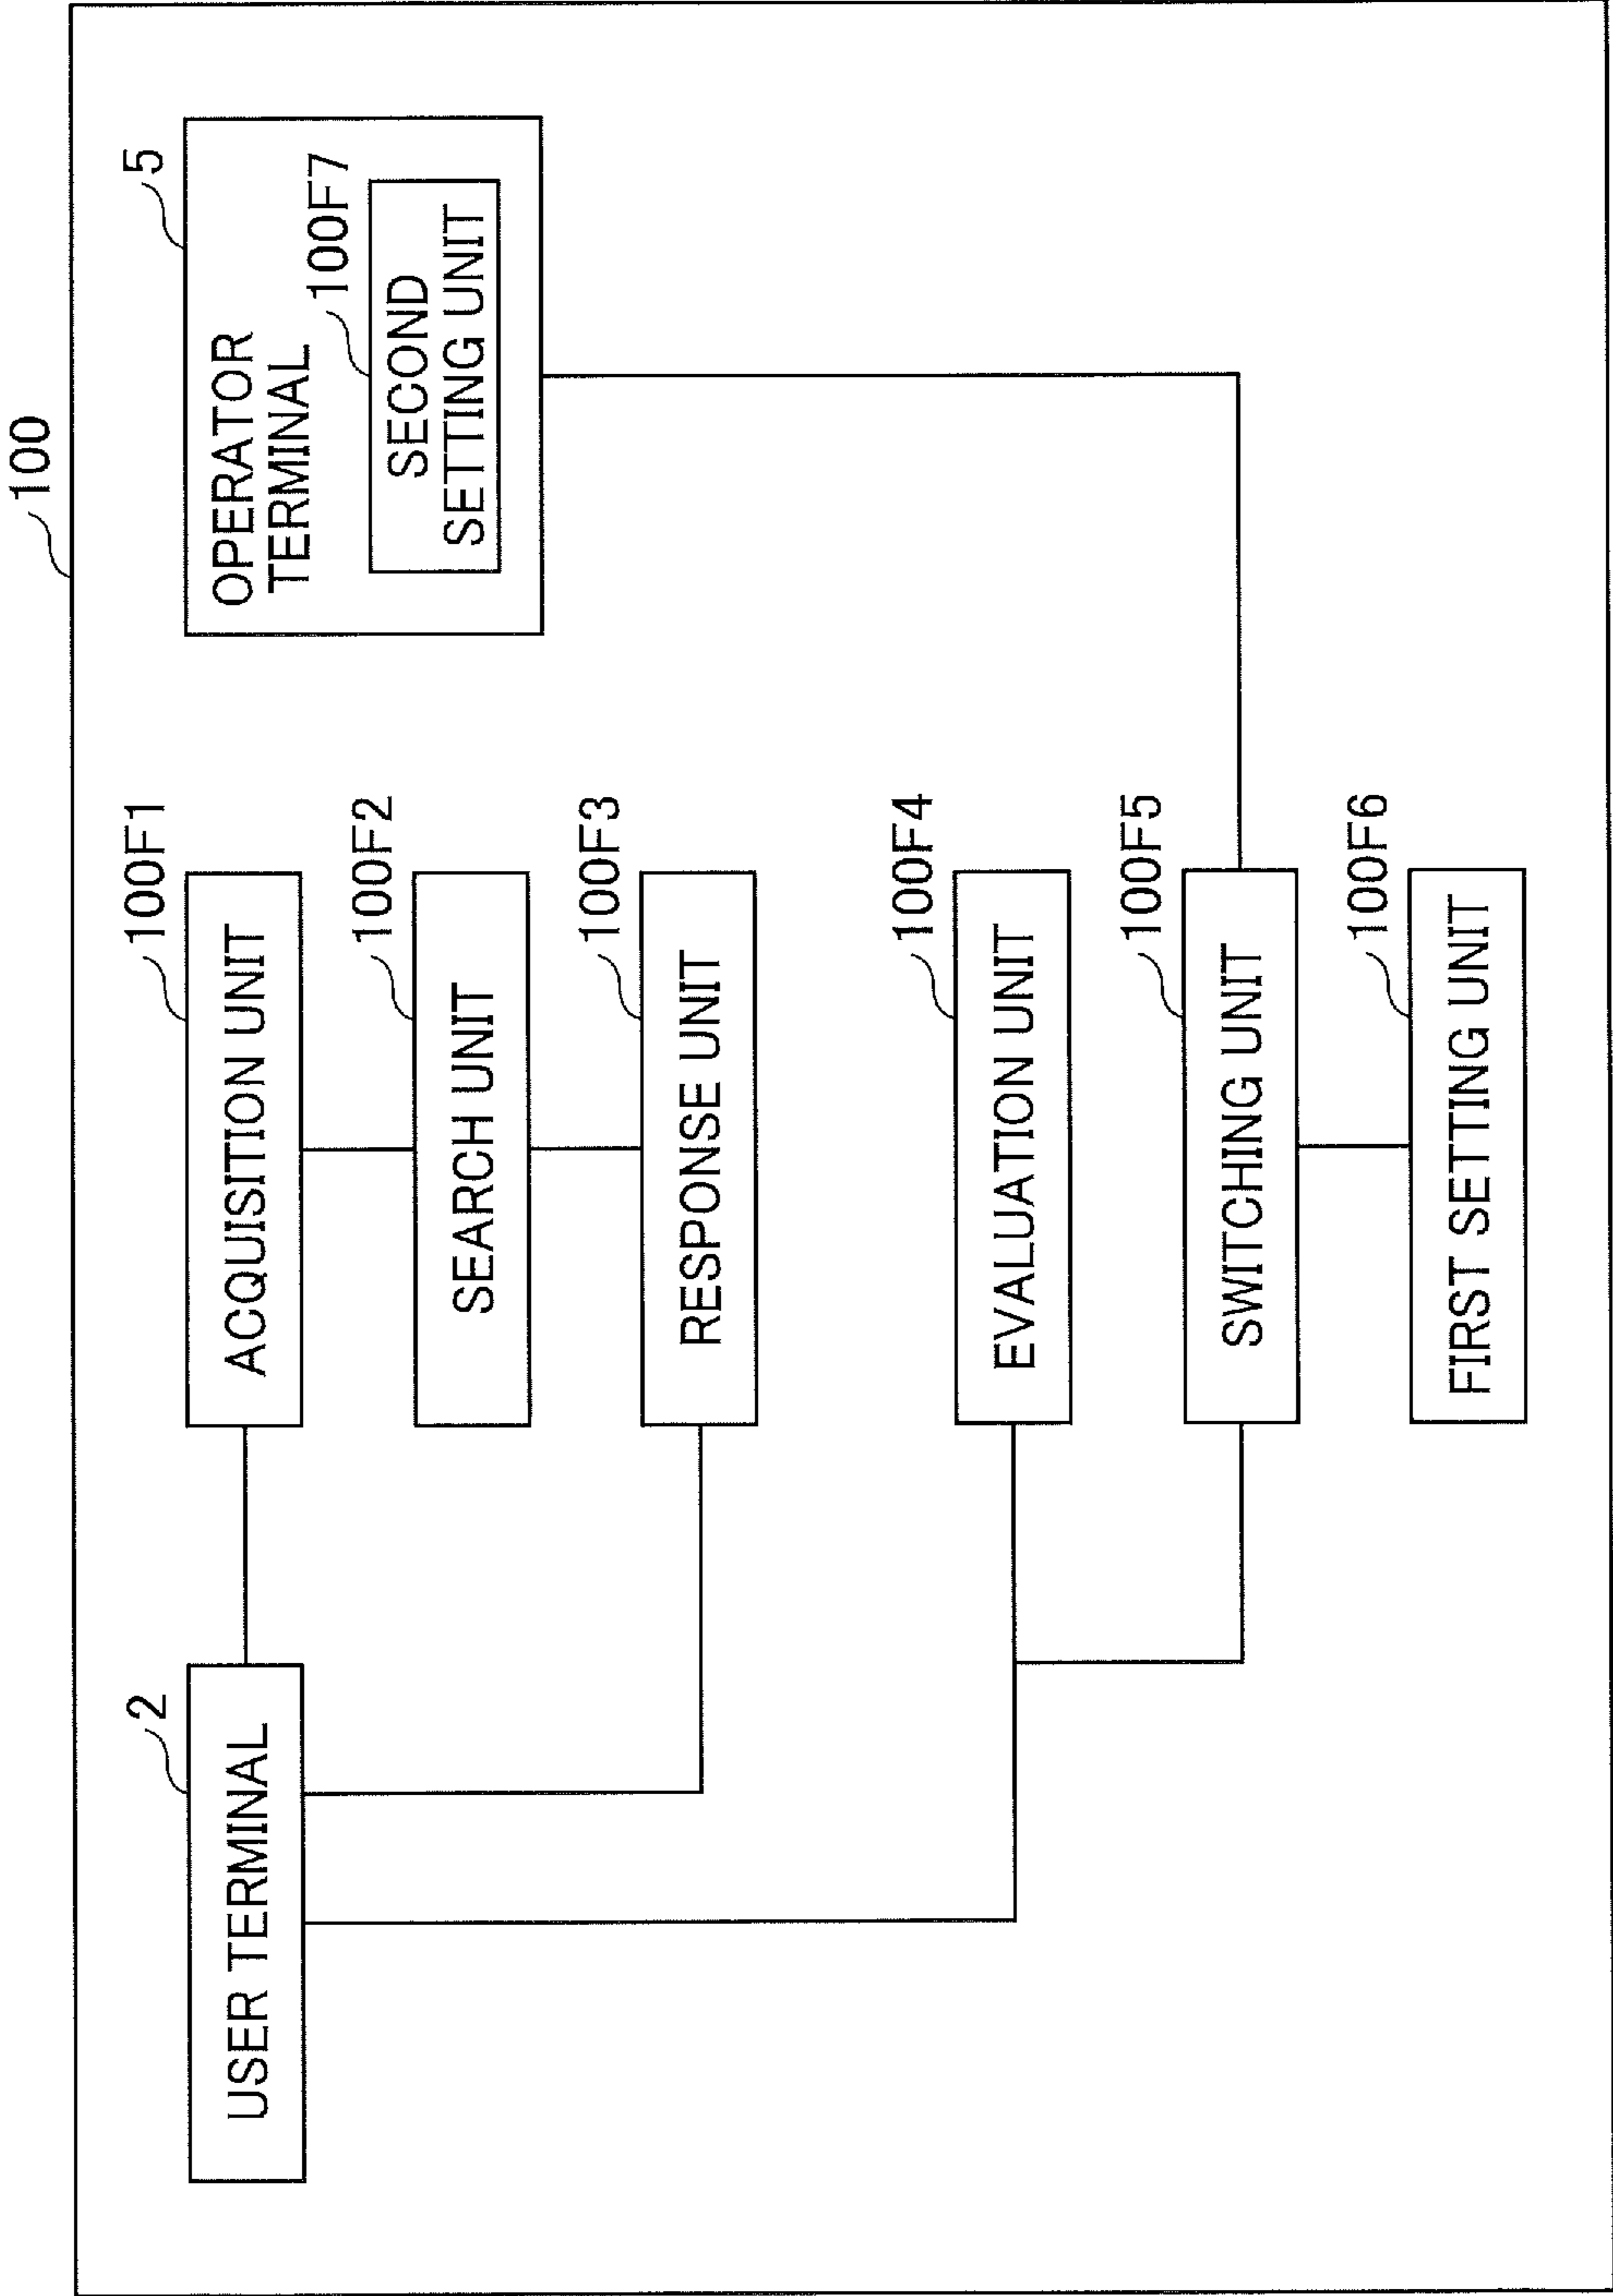 100
2
USER TERMINAL
100F1
ACQUISITION UNIT
100F2
SEARCH UNIT
100F3
RESPONSE UNIT
100F4
EVALUATION UNIT
100F5
SWITCHING UNIT
100F6
FIRST SETTING UNIT
5
OPERATOR
TERMINAL
100F7
SECOND
SETTING UNIT